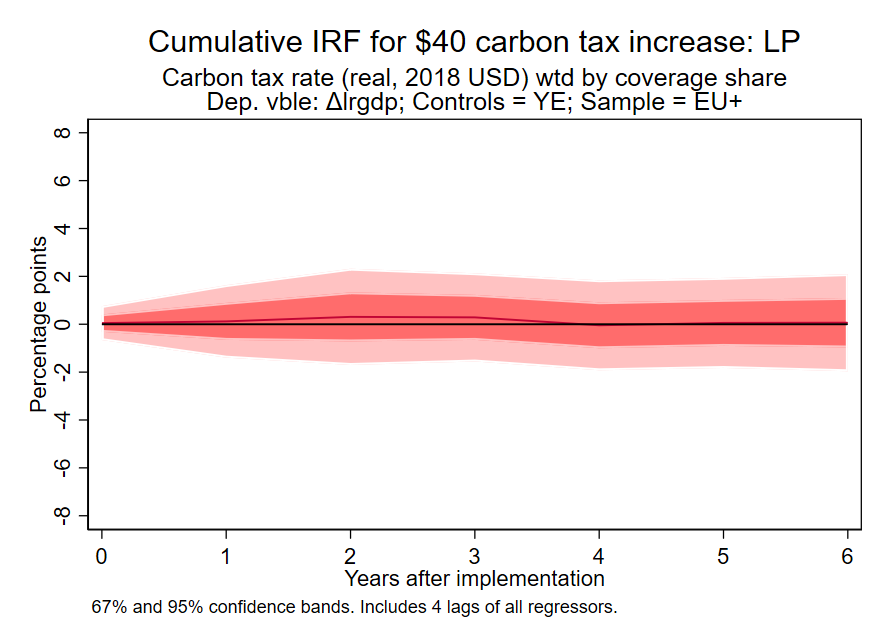 Cumulative IRF for $40 carbon tax increase: LP
Carbon tax rate (real, 2018 USD) wtd by coverage share
Dep. vble: Δlrgdp; Controls = YE; Sample = EU+
Percentage points
8
6
4
2
0
-2
-4
-6
-8
0 1 2 3 4 5 6
Years after implementation
67% and 95% confidence bands. Includes 4 lags of all regressors.